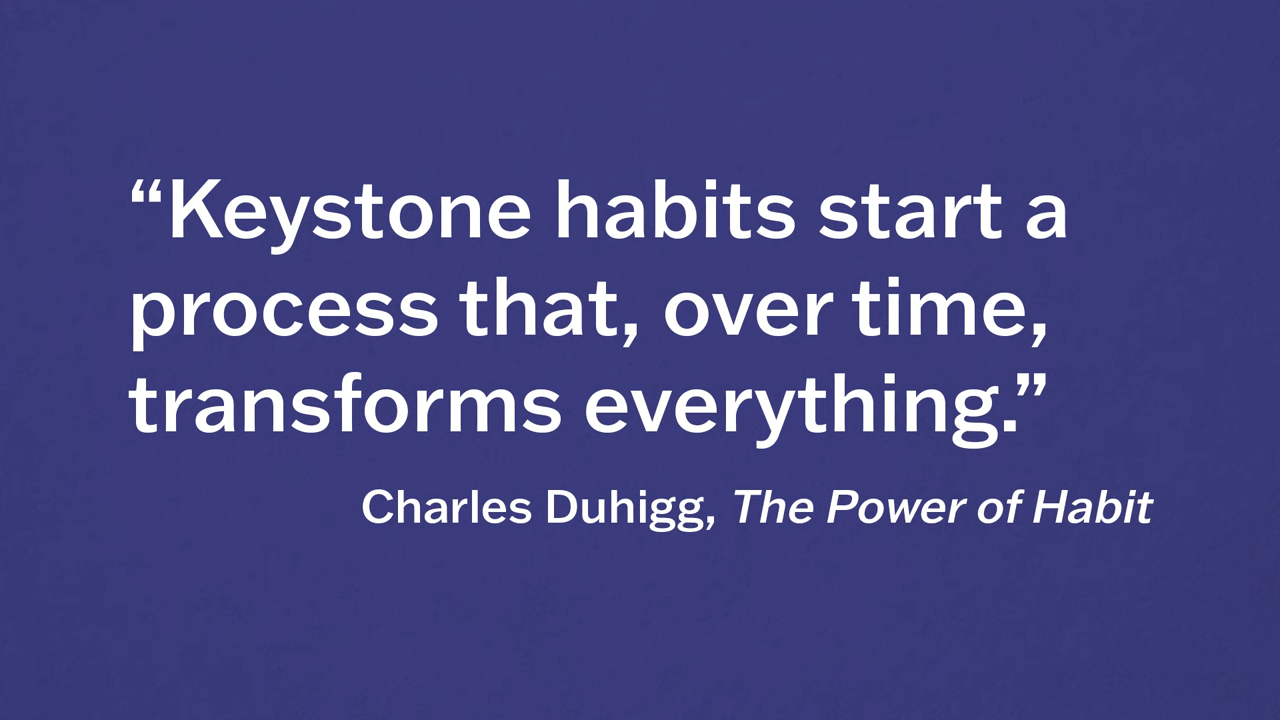 “Keystone habits start a
process that, over time,
transforms everything.”
Charles Duhigg, The Power of Habit